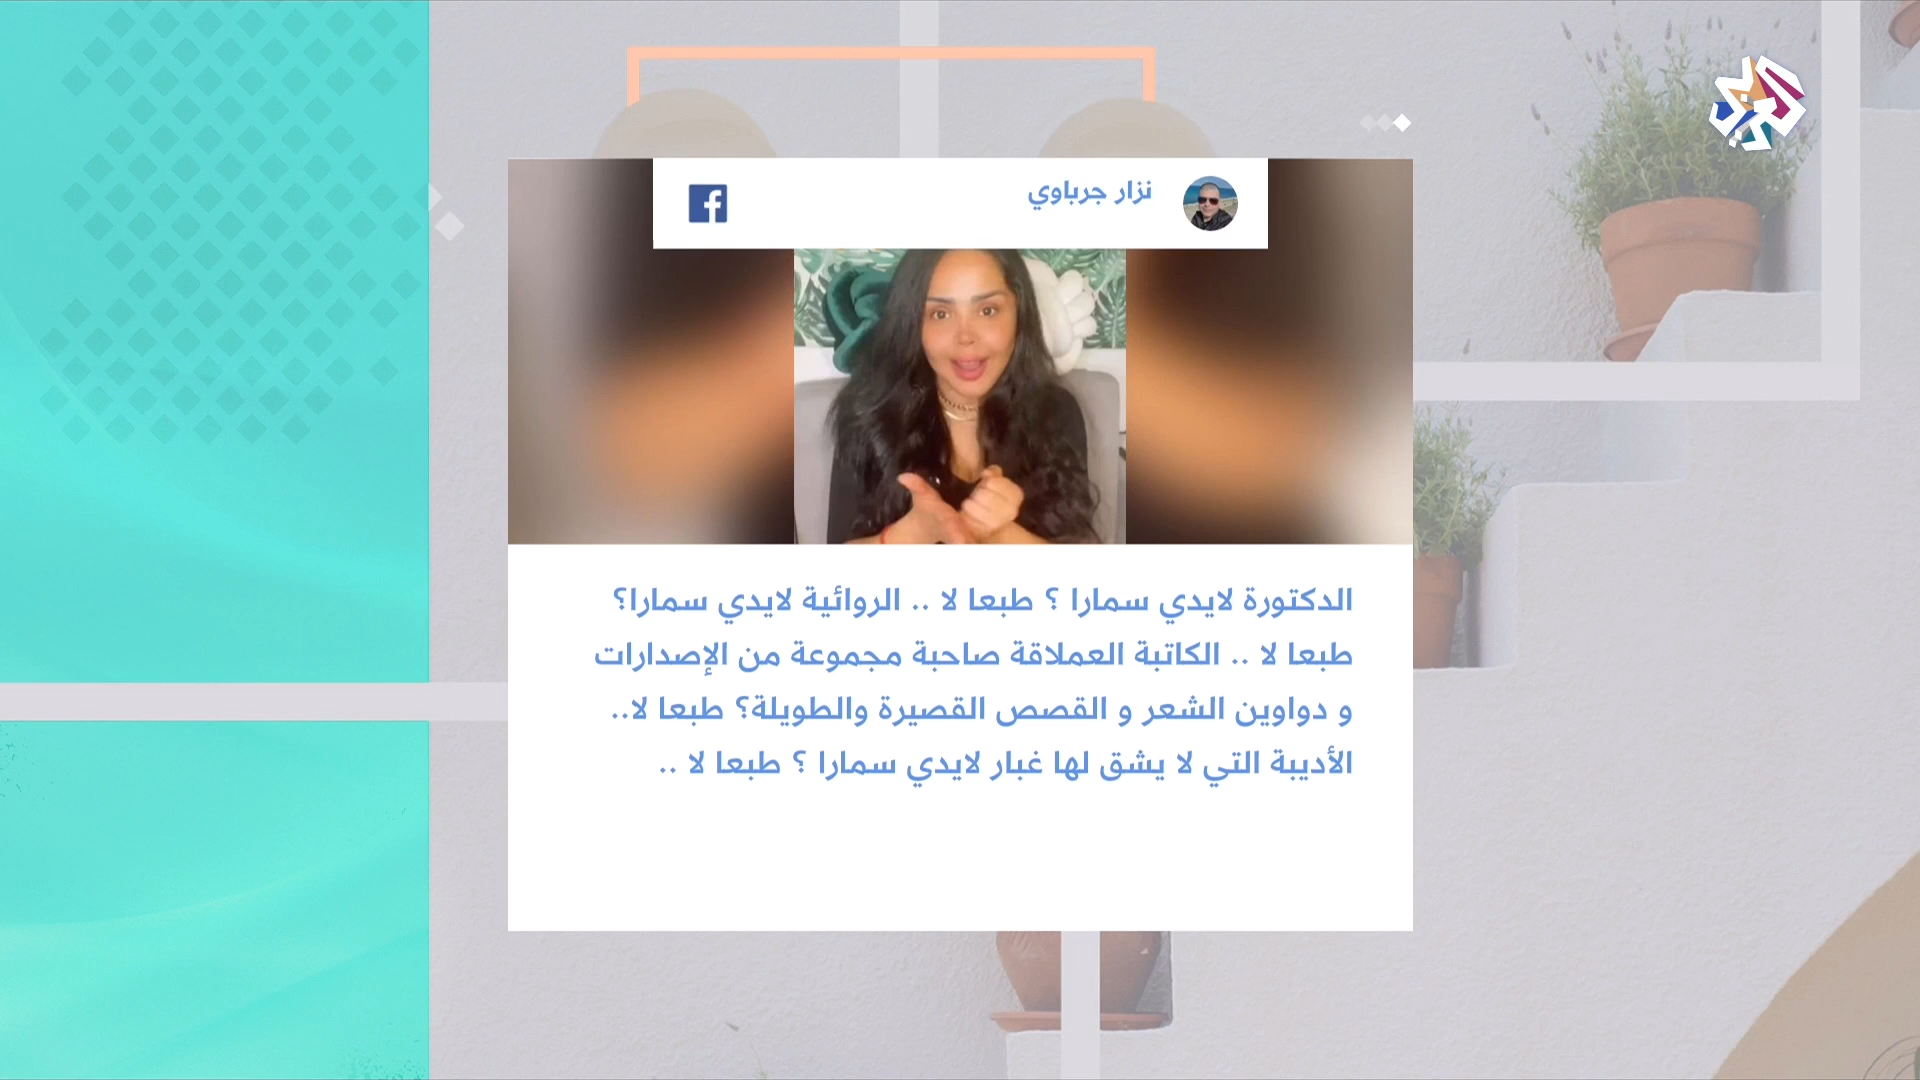 نزار جرباوي
الدكتورة لايدي سمارا ؟ طبعا لا .. الروائية لايدي سمارا؟
طبعا لا .. الكاتبة العملاقة صاحبة مجموعة من الإصدارات
و دواوين الشعر و القصص القصيرة والطويلة؟ طبعا لا..
الأديبة التي لا يشق لها غبار لايدي سمارا ؟ طبعا لا ..